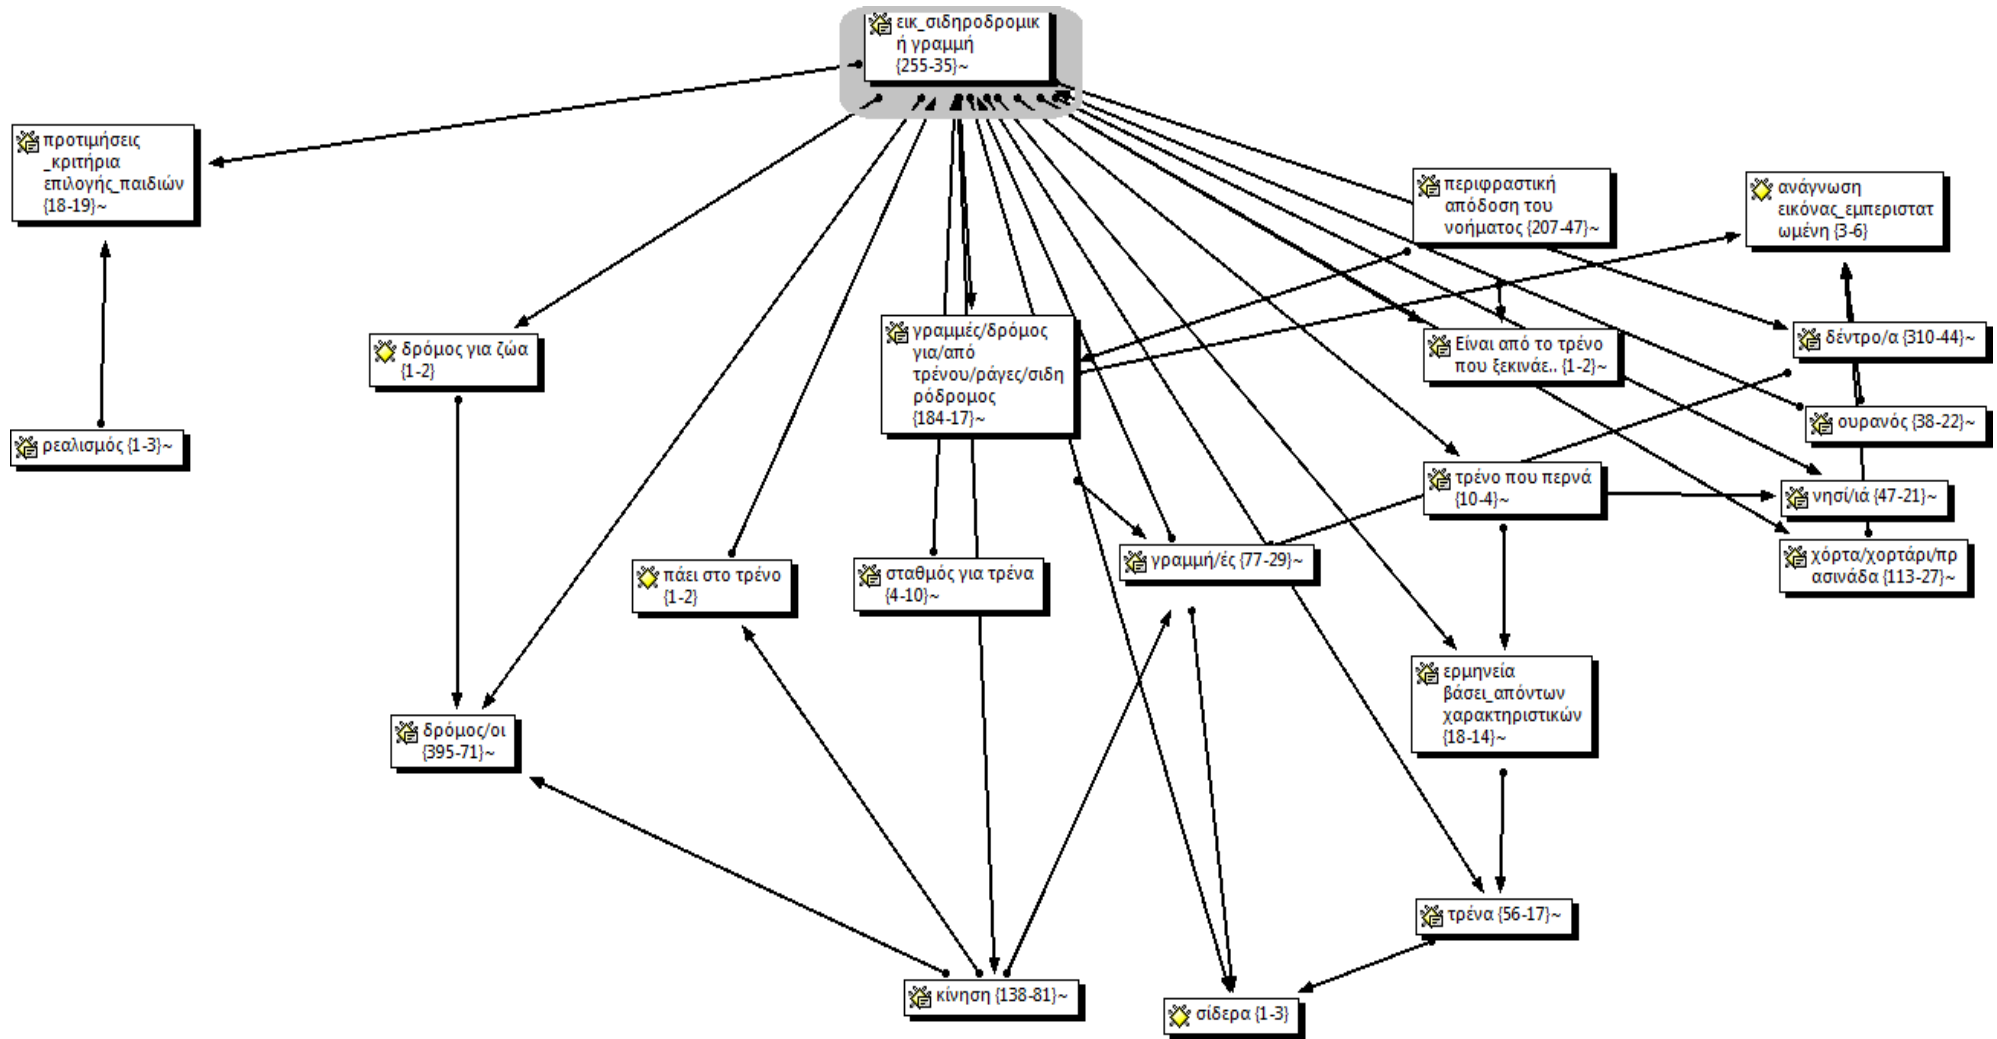 εικ_σιδηροδρομικ
ή γραμμή
{255-35}~
προτιμήσεις
_κριτήρια
επιλογής_παιδιών
{18-19}~
περιφραστική
απόδοση του
νοήματος {207-47}~
ανάγνωση
εικόνας_εμπεριστατ
ωμένη {3-6}
δρόμος για ζώα
{1-2}
γραμμές/δρόμος
για/από
τρένου/ράγες/σιδη
ρόδρομος
{184-17}~
Είναι από το τρένο
που ξεκινάε.. {1-2}~
δέντρο/α {310-44}~
ουρανός {38-22}~
ρεαλισμός {1-3}~
τρένο που περνά
{10-4}~
νησί/ιά {47-21}~
χόρτα/χορτάρι/πρ
ασινάδα {113-27}~
πάει στο τρένο
{1-2}
σταθμός για τρένα
{4-10}~
γραμμή/ές {77-29}~
ερμηνεία
βάσει_απόντων
χαρακτηριστικών
{18-14}~
δρόμος/οι
{395-71}~
τρένα {56-17}~
κίνηση {138-81}~
σίδερα {1-3}